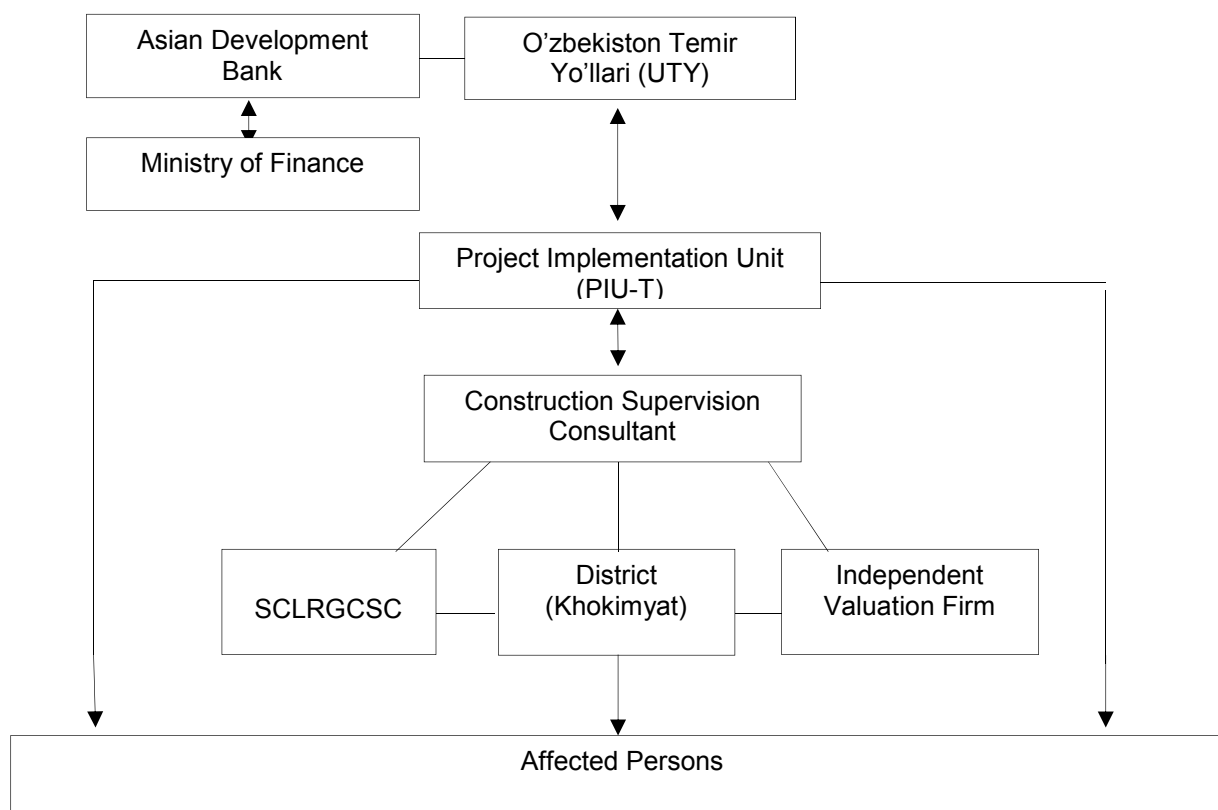 Asian Development
Bank
O’zbekiston Temir
Yo’llari (UTY)
Ministry of Finance
Project Implementation Unit
(PIU-T)
Construction Supervision
Consultant
SCLRGCSC
District
(Khokimyat)
Independent
Valuation Firm
Affected Persons